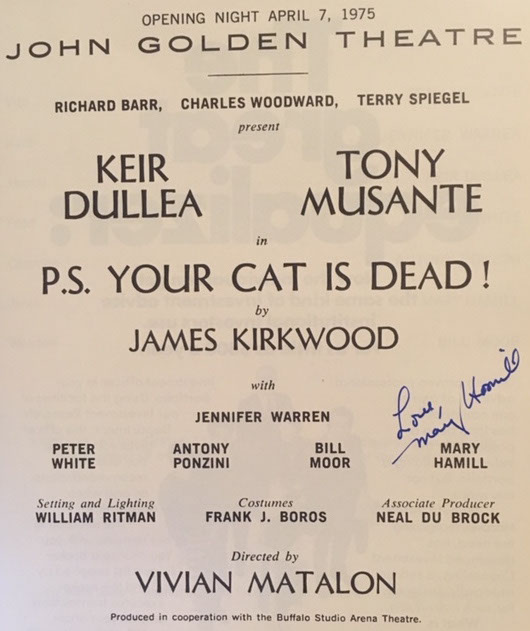 OPENING NIGHT APRIL 7, 1975
JOHN GOLDEN THEATRE
RICHARD BARR, CHARLES WOODWARD, TERRY SPIEGEL
present
KEIR DULLEA
TONY MUSANTE
in
P.S. YOUR CAT IS DEAD!
by
JAMES KIRKWOOD
with
JENNIFER WARREN
Love,
Mary Hamill
PETER WHITE
ANTONY PONZINI
BILL MOOR
MARY HAMILL
Setting and Lighting
WILLIAM RITMAN
Costumes
FRANK J. BOROS
Associate Producer
NEAL DU BROCK
Directed by
VIVIAN MATALON
Produced in cooperation with the Buffalo Studio Arena Theatre.